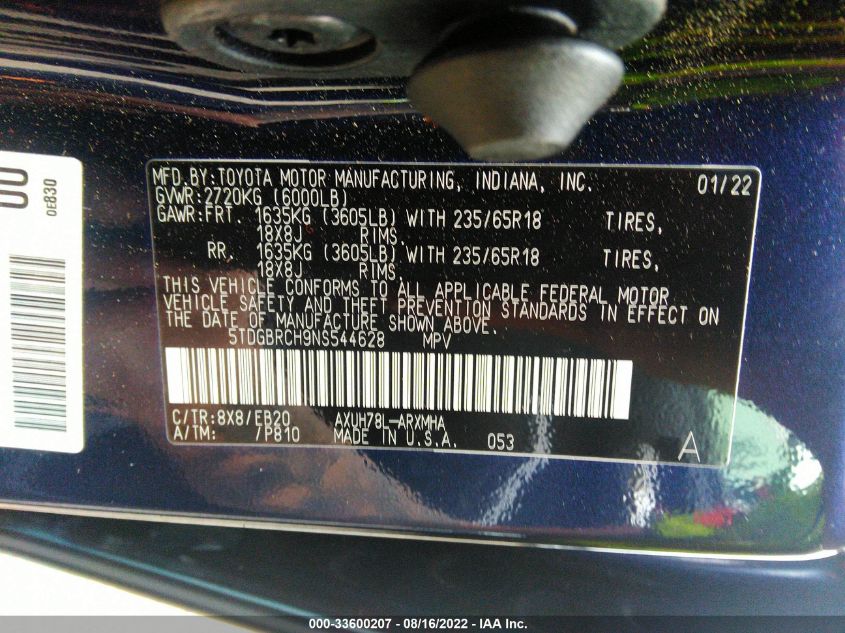 00
0E830
MFD.BY:TOYOTA MOTOR MANUFACTURING, INDIANA, INC. 01/22
GVWR:2720KG (6000LB)
GAWR:FRT. 1635KG (3605LB) WITH 235/65R18 TIRES,
18X8J RIMS.
RR. 1635KG (3605LB) WITH 235/65R18 TIRES,
18X8J RIMS.
THIS VEHICLE CONFORMS TO ALL APPLICABLE FEDERAL MOTOR
VEHICLE SAFETY AND THEFT PREVENTION STANDARDS IN EFFECT ON
THE DATE OF MANUFACTURE SHOWN ABOVE.
5TDGBRCH9NS544628 MPV
C/TR:8X8/EB20 AXUH78L-ARXMHA
A/TM: /P810 MADE IN U.S.A. 053 A
000-33600207 - 08/16/2022 - IAA Inc.